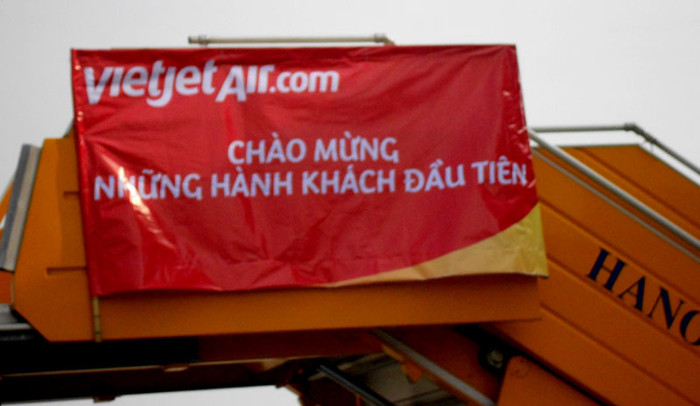 vietjetAir.com
CHÀO MỪNG
NHỮNG HÀNH KHÁCH ĐẦU TIÊN
HANO